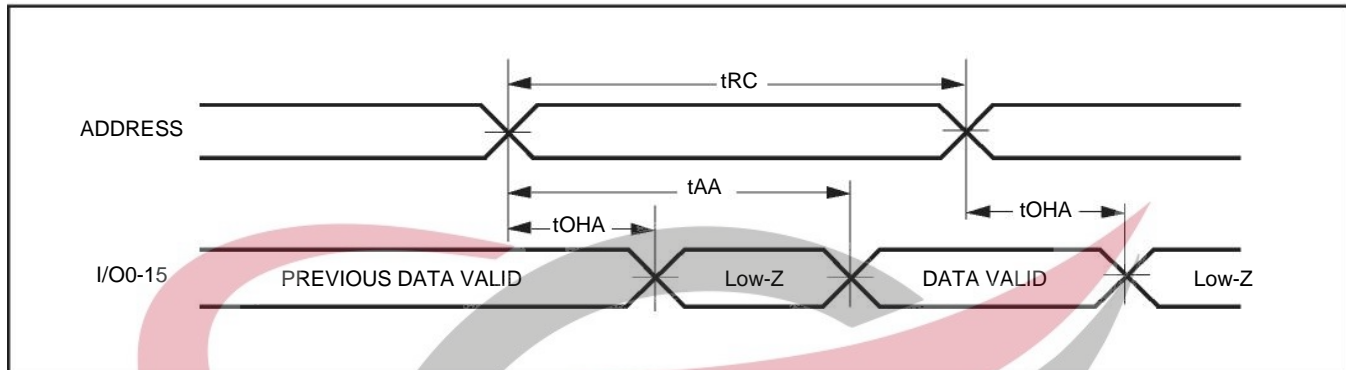 tRC
ADDRESS
tAA
tOHA
tOHA
I/O0-15 PREVIOUS DATA VALID Low-Z DATA VALID Low-Z